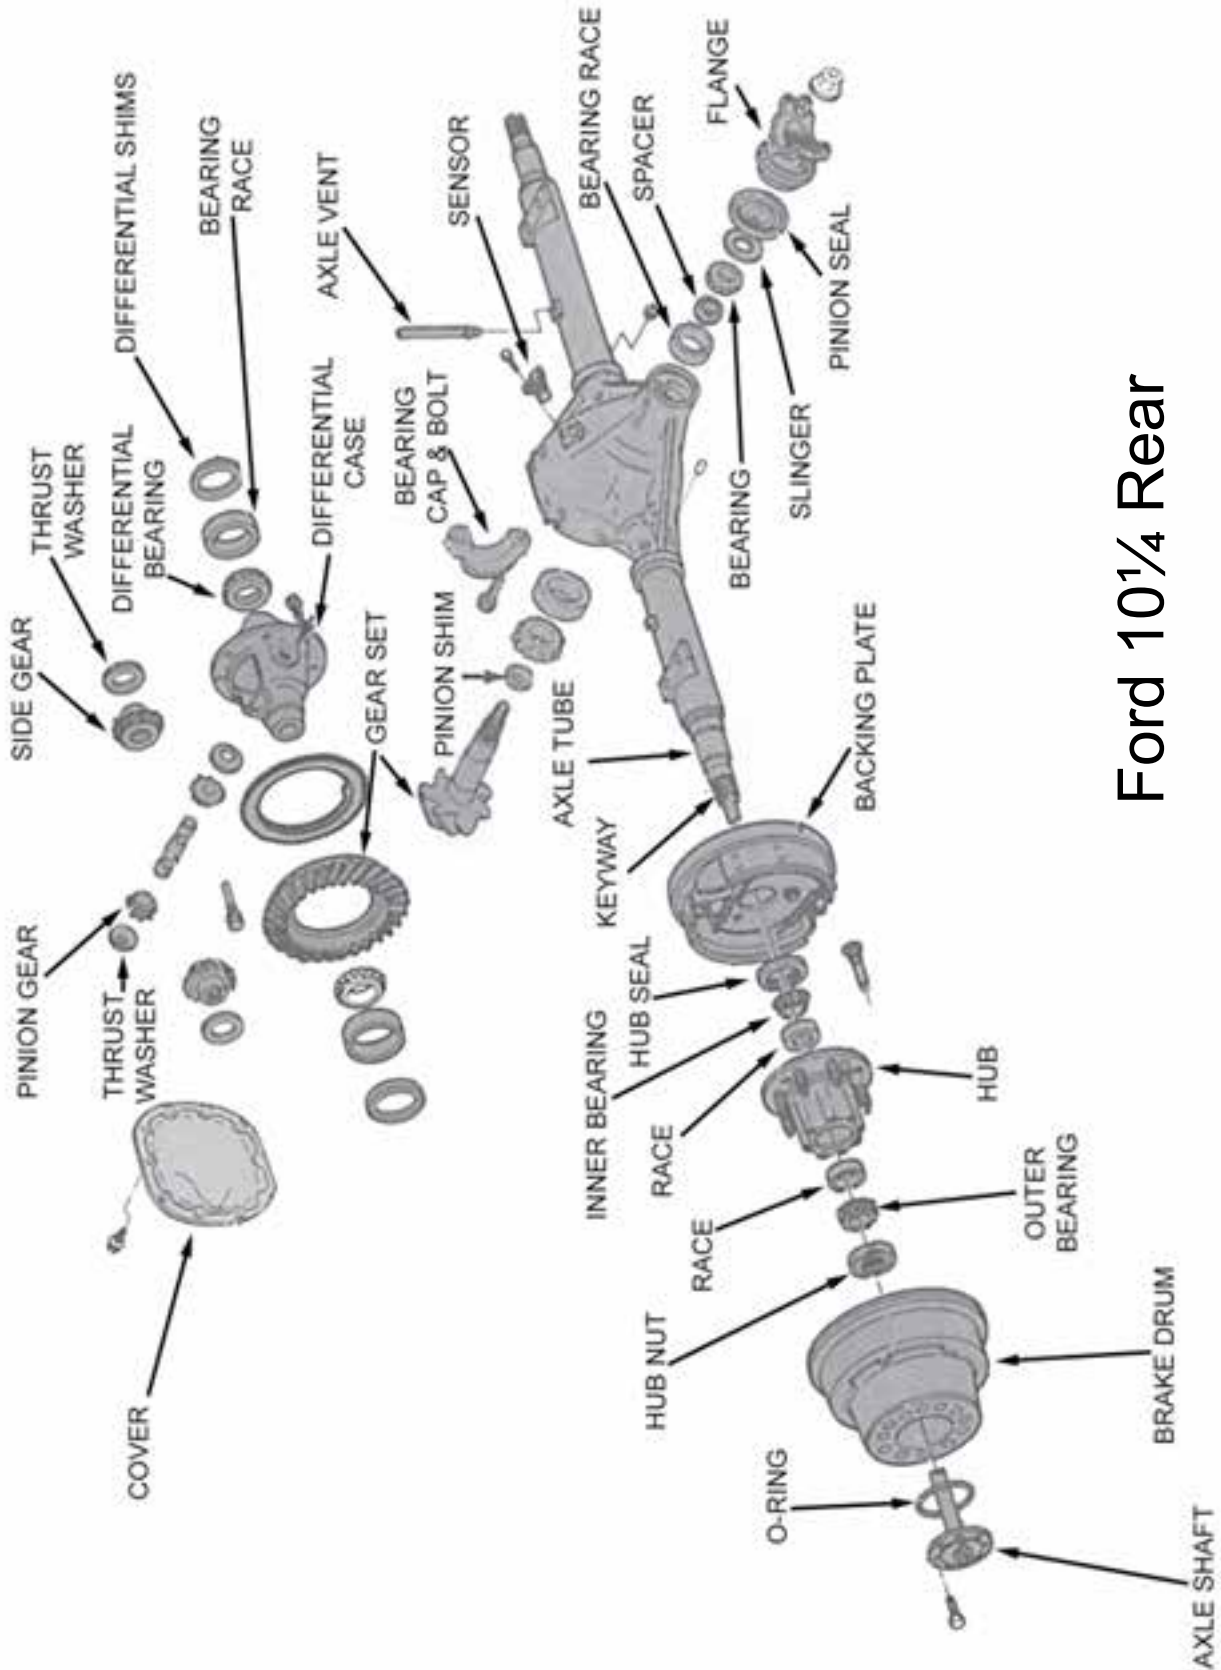 SIDE GEAR
THRUST
WASHER
DIFFERENTIAL SHIMS
DIFFERENTIAL
BEARING
BEARING
RACE
PINION GEAR
THRUST
WASHER
DIFFERENTIAL
CASE
AXLE VENT
COVER
GEAR SET
BEARING
CAP & BOLT
SENSOR
PINION SHIM
BEARING RACE
SPACER
FLANGE
AXLE TUBE
KEYWAY
HUB SEAL
INNER BEARING
RACE
RACE
HUB NUT
O-RING
BEARING
SLINGER
PINION SEAL
BACKING PLATE
HUB
OUTER
BEARING
BRAKE DRUM
AXLE SHAFT
Ford 10¼ Rear